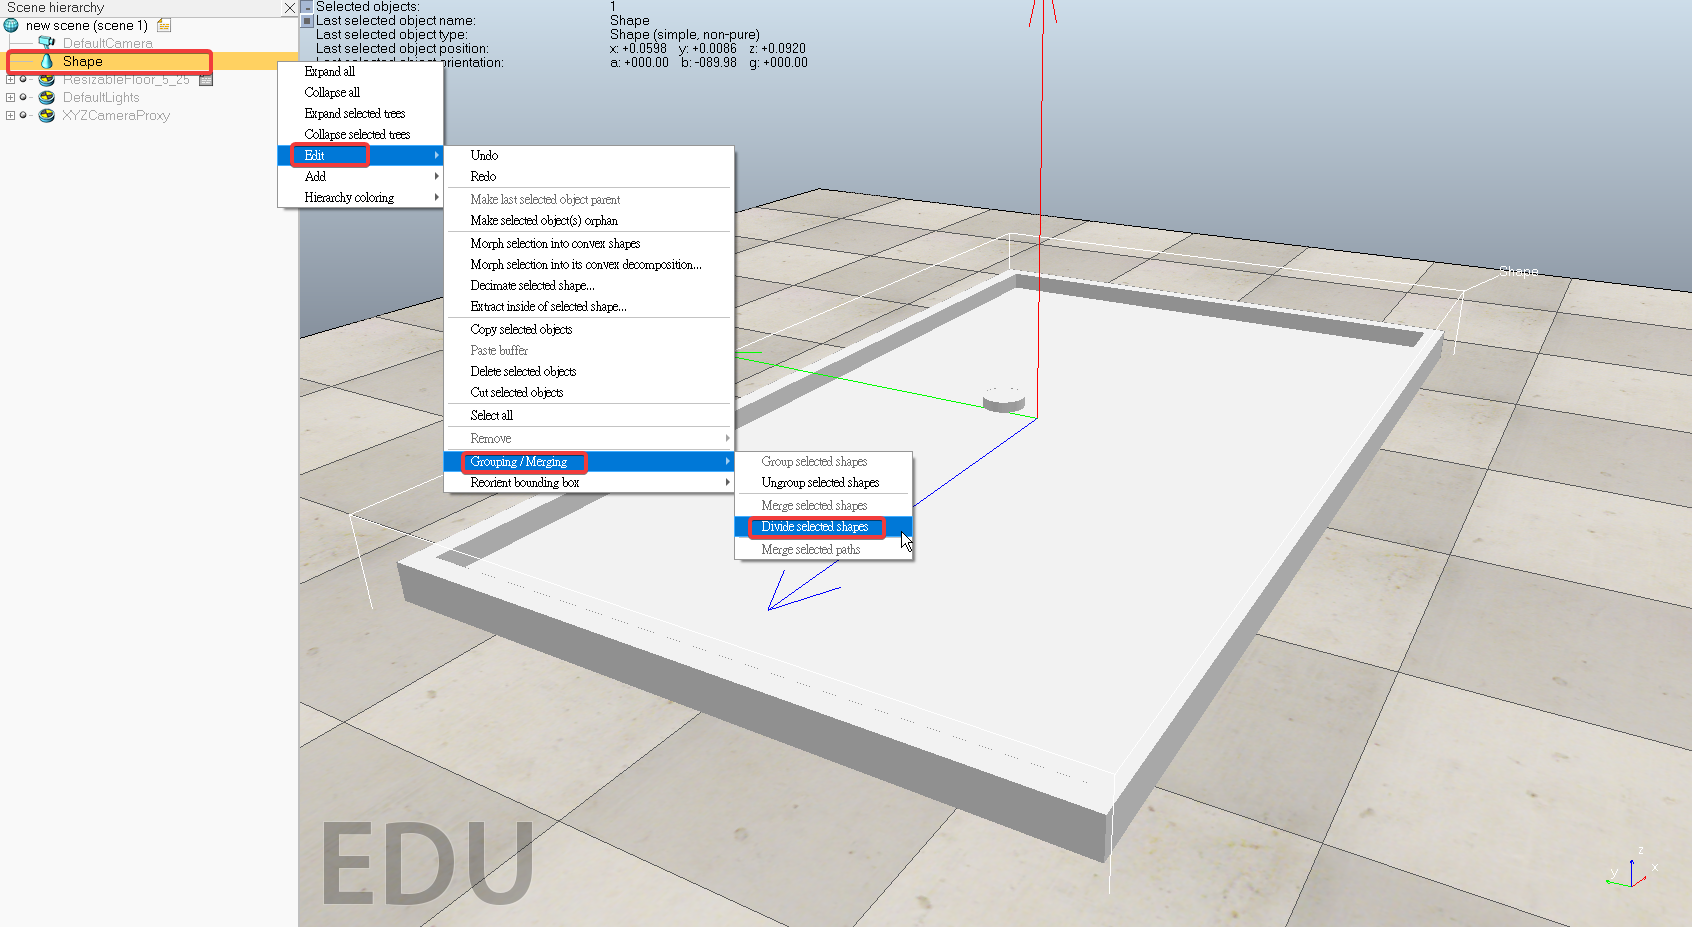 Scene hierarchy
new scene (scene 1)
DefaultCamera
Shape
ResizableFloor_5_25
DefaultLights
XYZCameraProxy
Selected objects: 1
Last selected object name: Shape
Last selected object type: Shape (simple, non-pure)
Last selected object position: x: +0.0598 y: +0.0086 z: +0.0920
Last selected object orientation: a: +000.00 b: -089.98 g: +000.00
Expand all
Collapse all
Expand selected trees
Collapse selected trees
Edit
Add
Hierarchy coloring
Undo
Redo
Make last selected object parent
Make selected object(s) orphan
Morph selection into convex shapes
Morph selection into its convex decomposition...
Decimate selected shape...
Extract inside of selected shape...
Copy selected objects
Paste buffer
Delete selected objects
Cut selected objects
Select all
Remove
Grouping / Merging
Reorient bounding box
Group selected shapes
Ungroup selected shapes
Merge selected shapes
Divide selected shapes
Merge selected paths
Shape
EDU
z
x
y